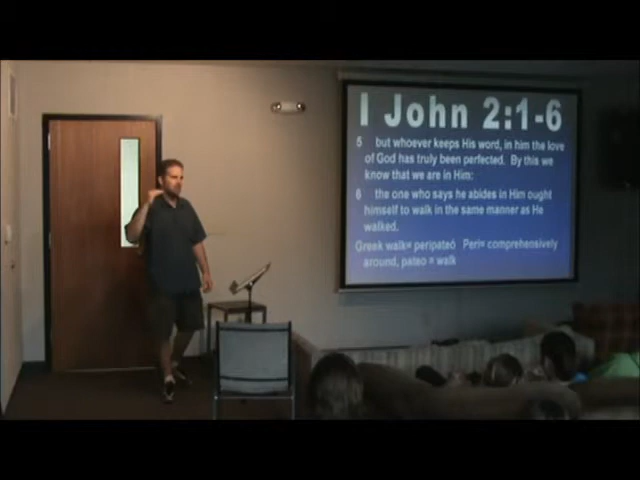 I John 2:1-6
5 but whoever keeps His word, in him the love
of God has truly been perfected. By this we
know that we are in Him:
6 the one who says he abides in Him ought
himself to walk in the same manner as He
walked.
Greek walk= peripateó Peri= comprehensively
around, pateo = walk